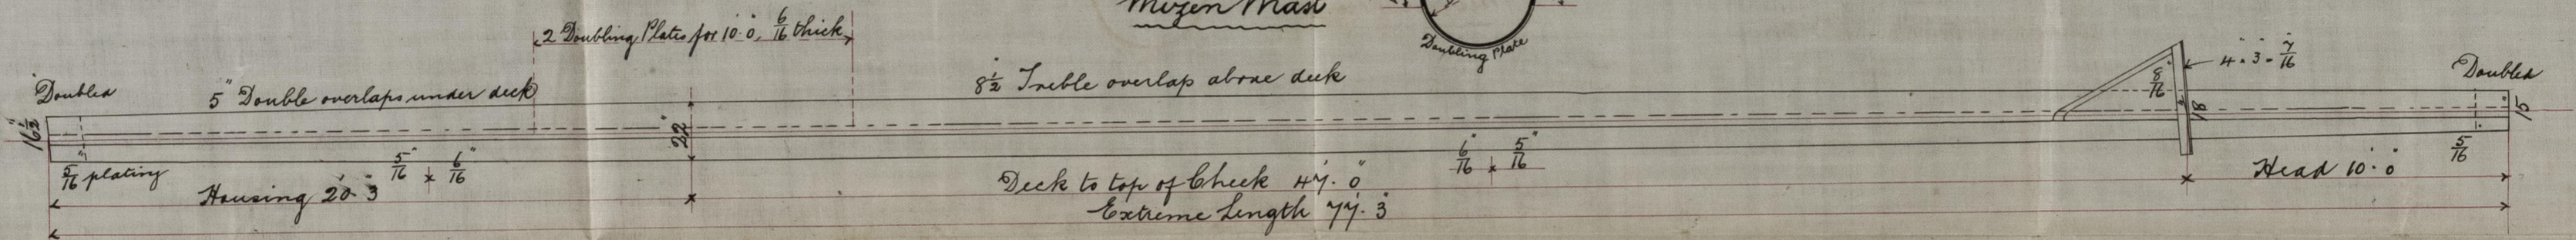 Mizen Mast
2 Doubling Plates for 10'. 0", 6/16 thick
Doubling Plate
Doubled
5" Double overlaps under deck
8½" Treble overlap above deck
4" . 3" . 7/16
8/16
Doubled
16½"
22"
18
15
5/16 plating
5/16 × 6/16"
6/16 × 5/16"
5/16
Housing 20'. 3"
Deck to top of Cheek 47'. 0"
Head 10'. 0"
Extreme Length 77'. 3"